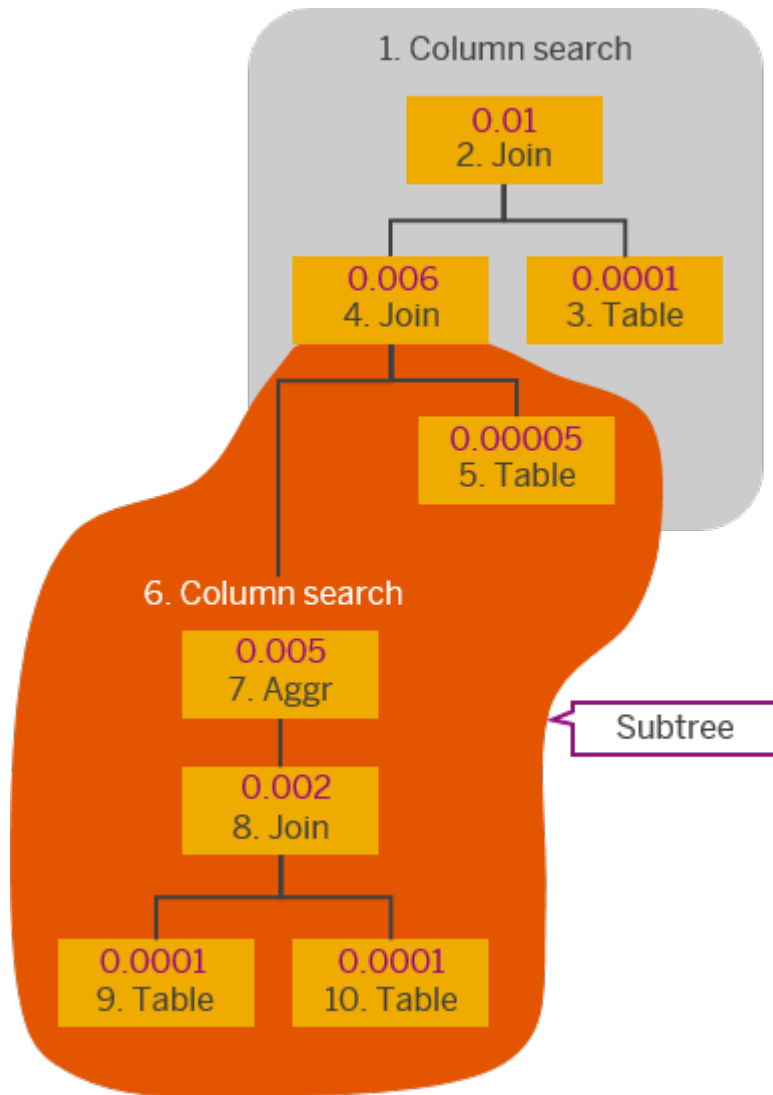 1. Column search
0.01
2. Join
0.006
4. Join
0.0001
3. Table
0.00005
5. Table
6. Column search
0.005
7. Aggr
Subtree
0.002
8. Join
0.0001
9. Table
0.0001
10. Table